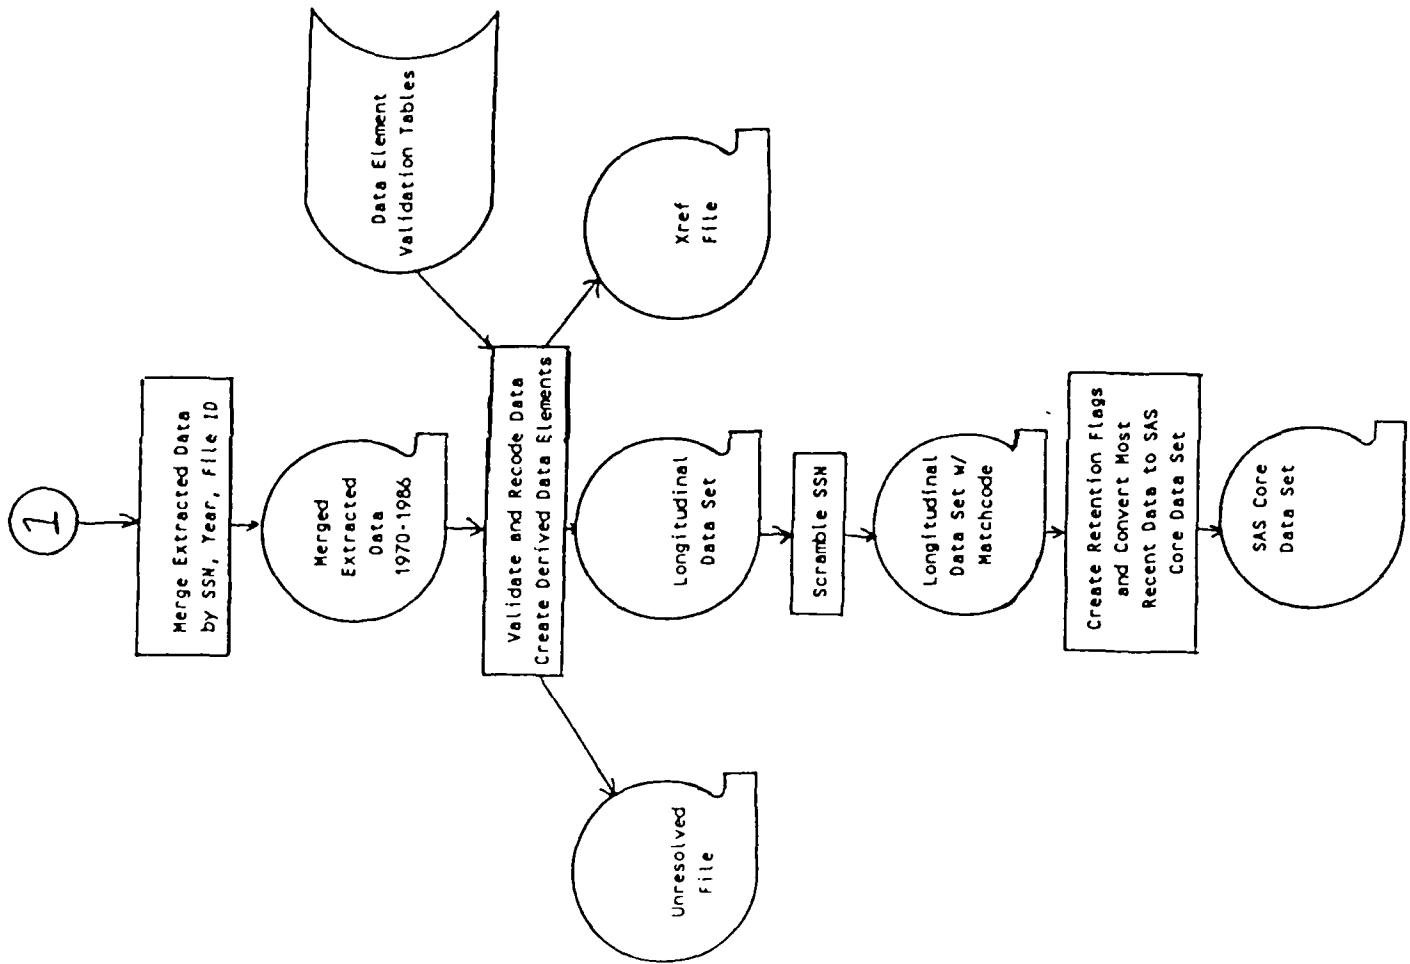 1
Merge Extracted Data
by SSN, Year, File ID
Merged
Extracted
Data
1970-1986
Data Element
Validation Tables
Validate and Recode Data
Create Derived Data Elements
Unresolved
File
Longitudinal
Data Set
Xref
File
Scramble SSN
Longitudinal
Data Set w/
Matchcode
Create Retention Flags
and Convert Most
Recent Data to SAS
Core Data Set
SAS Core
Data Set